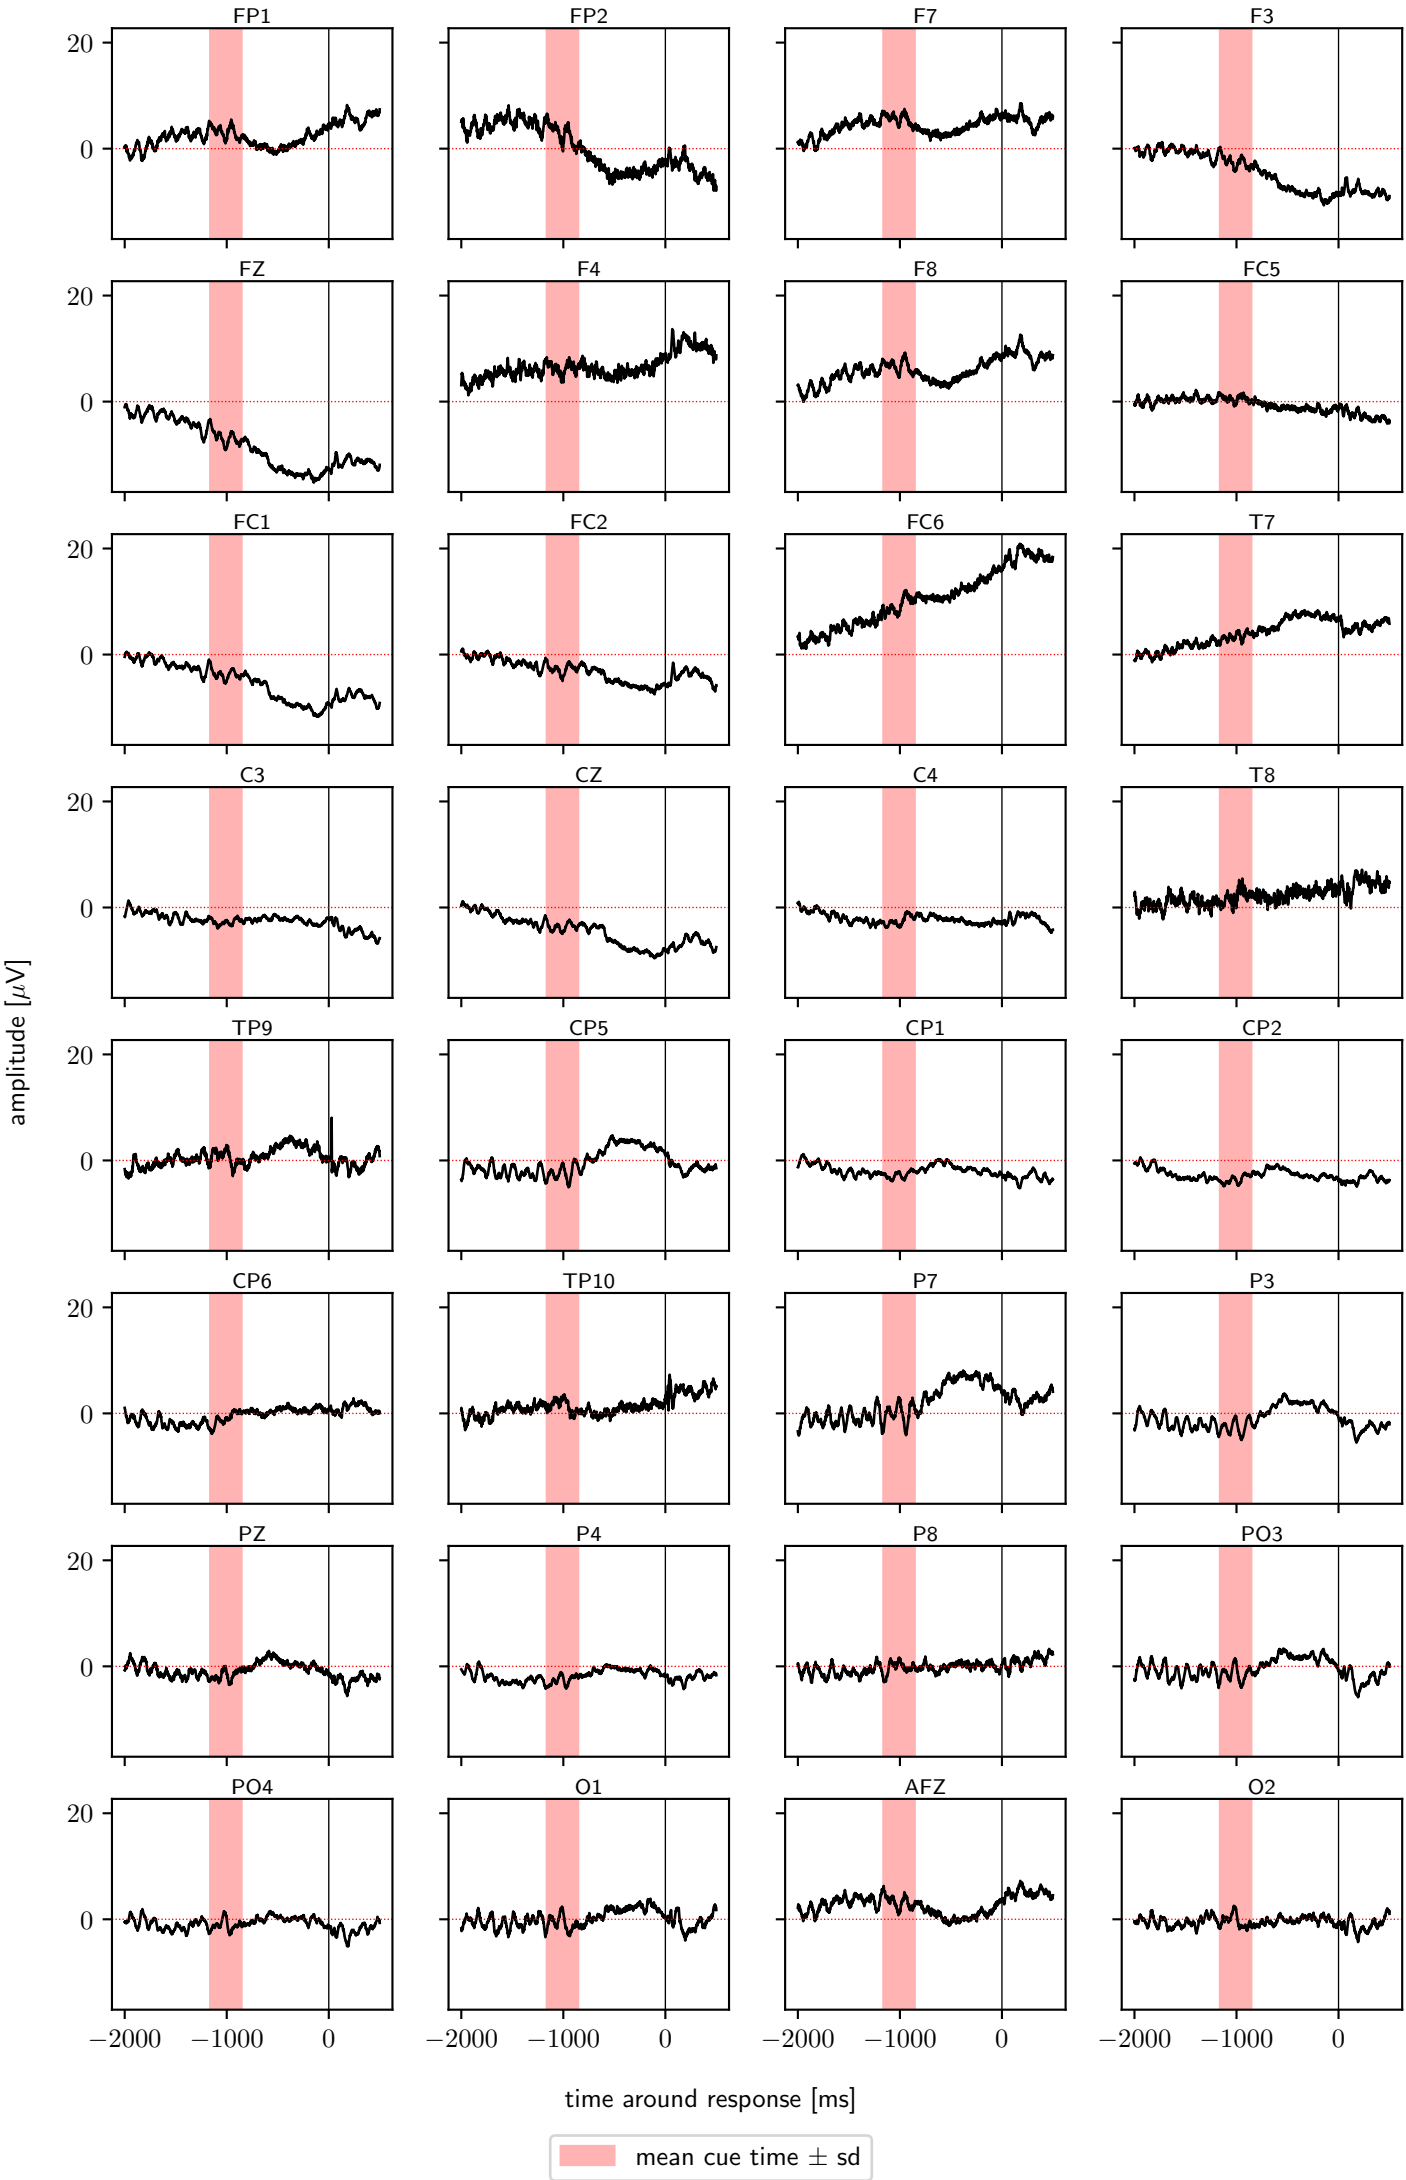 FP1 FP2 F7 F3
20
0
FZ F4 F8 FC5
20
0
FC1 FC2 FC6 T7
20
0
C3 CZ C4 T8
20
0
amplitude [μV]
TP9 CP5 CP1 CP2
20
0
CP6 TP10 P7 P3
20
0
PZ P4 P8 PO3
20
0
PO4 O1 AFZ O2
20
0
−2000 −1000 0 −2000 −1000 0 −2000 −1000 0 −2000 −1000 0
time around response [ms]
mean cue time ± sd